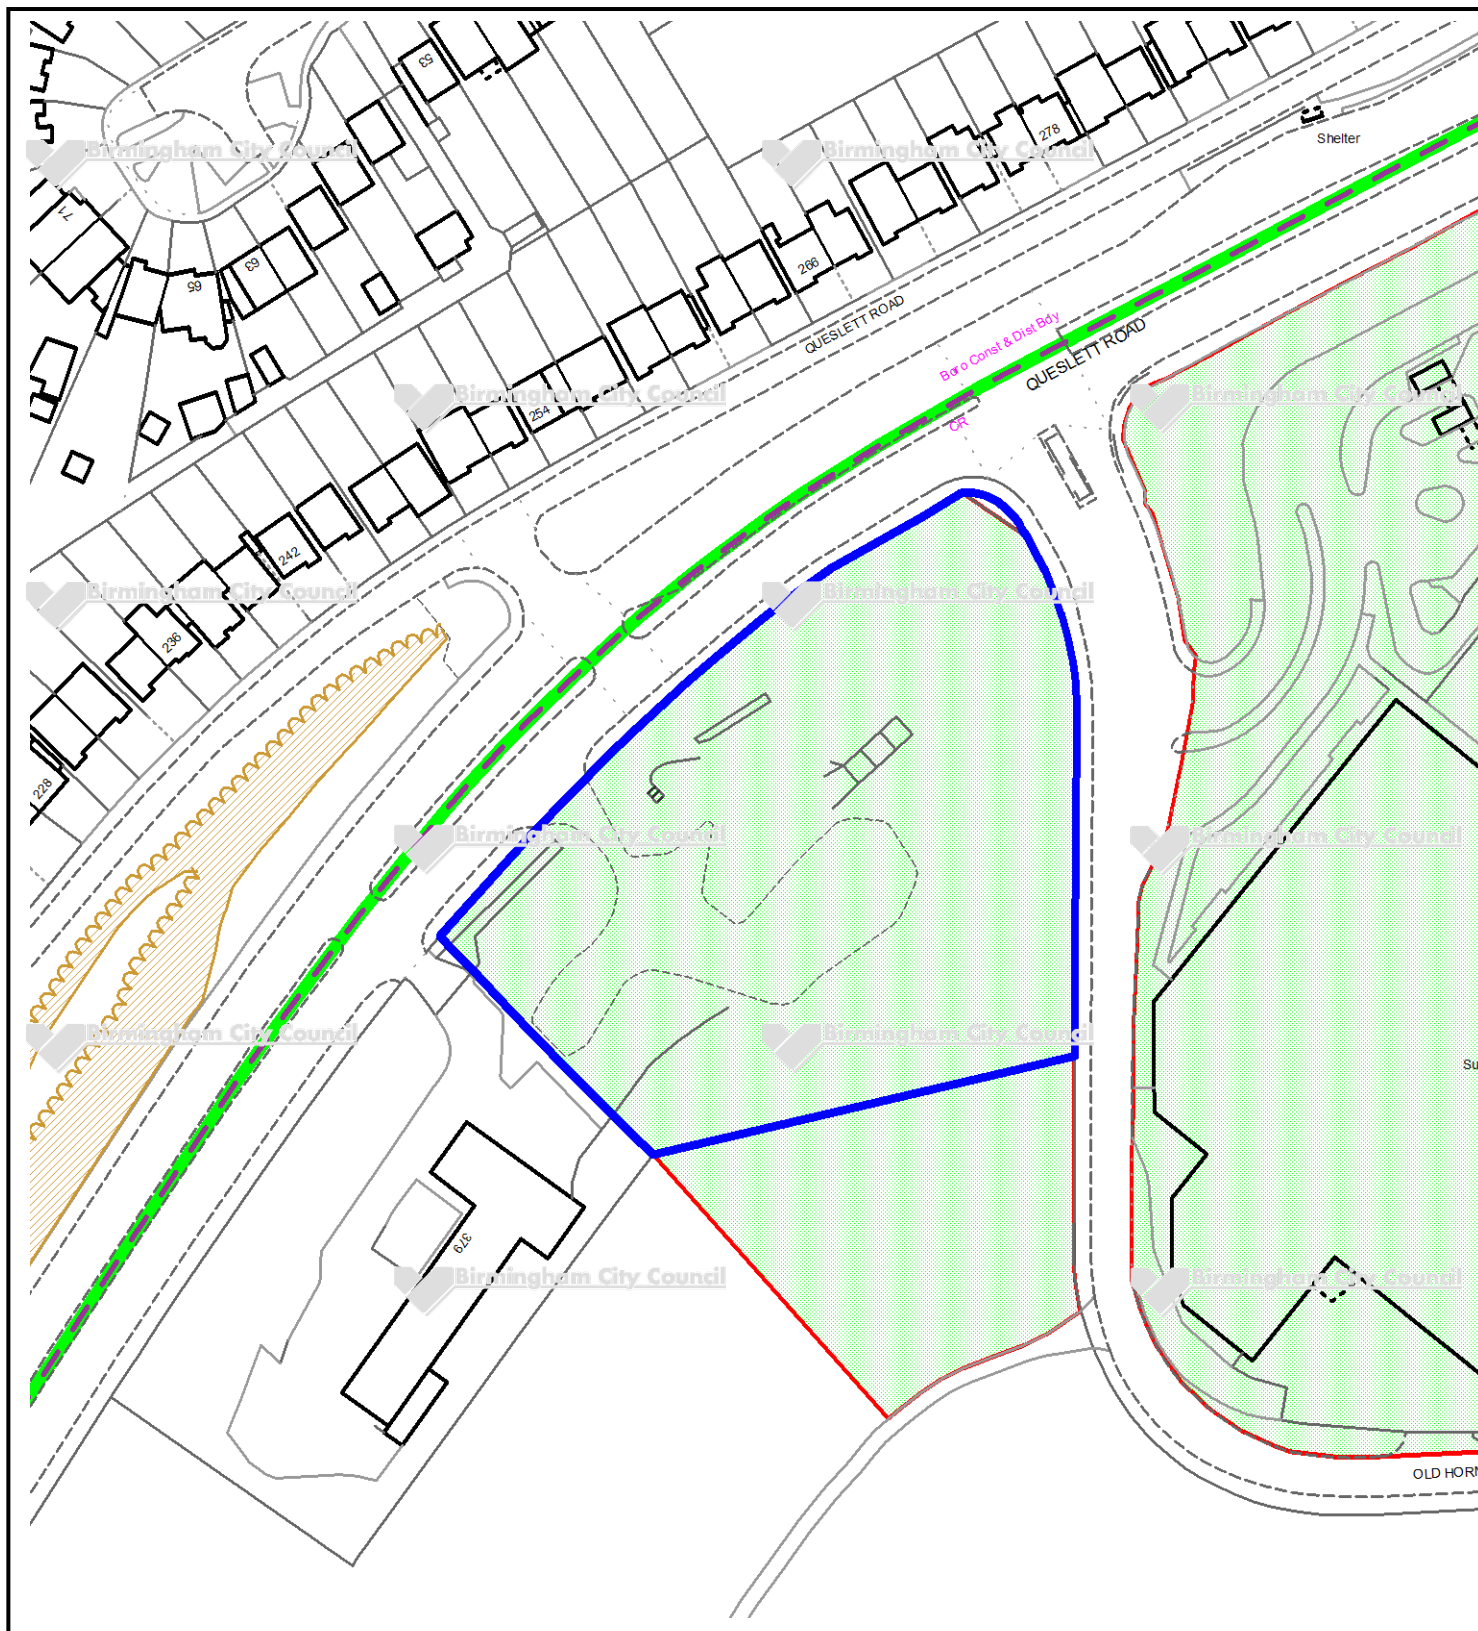 53
Shelter
278
Birmingham City Council
Birmingham City Council
71
63
65
266
QUESLETT ROAD
Boro Const & Dist Bdy
QUESLETT ROAD
CR
Birmingham City Council
Birmingham City Council
254
242
Birmingham City Council
Birmingham City Council
236
228
Birmingham City Council
Birmingham City Council
Birmingham City Council
Birmingham City Council
Su
379
Birmingham City Council
Birmingham City Council
OLD HORN